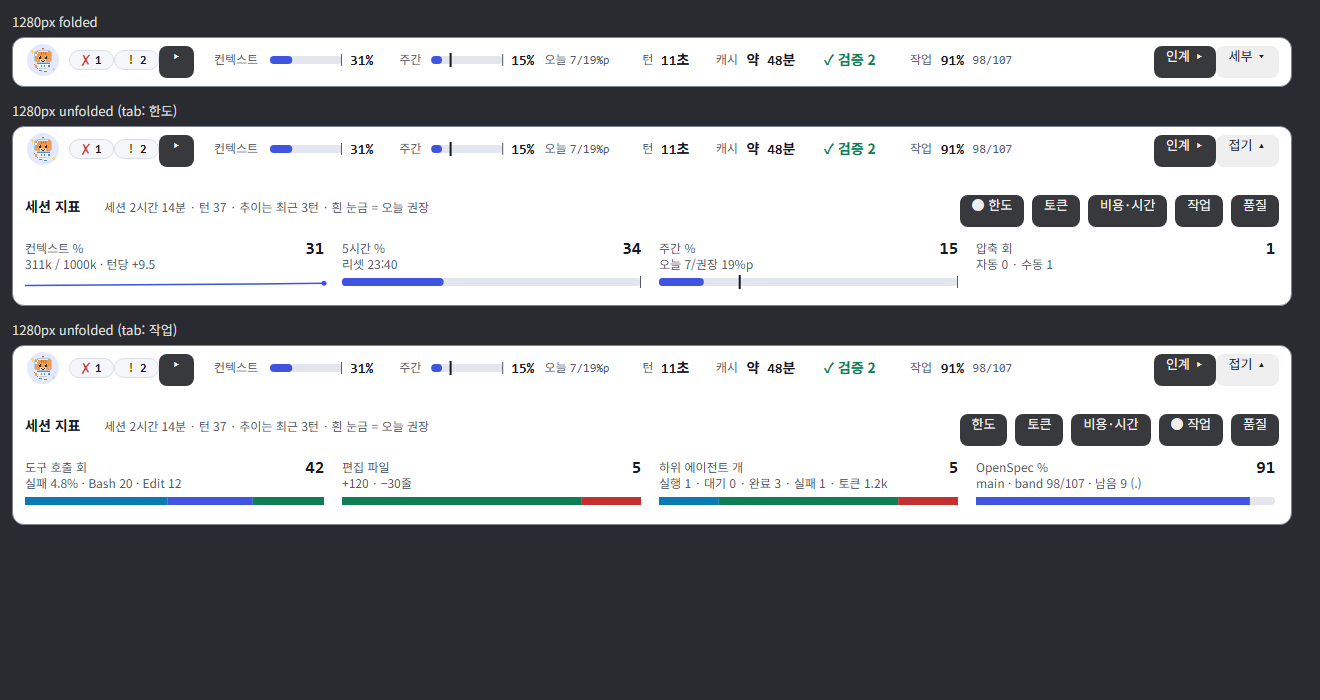 1280px folded
✗ 1 ! 2 ▸ 컨텍스트 31% 주간 15% 오늘 7/19%p 턴 11초 캐시 약 48분 ✓ 검증 2 작업 91% 98/107 인계 ▸ 세부 ▾
1280px unfolded (tab: 한도)
✗ 1 ! 2 ▸ 컨텍스트 31% 주간 15% 오늘 7/19%p 턴 11초 캐시 약 48분 ✓ 검증 2 작업 91% 98/107 인계 ▸ 접기 ▴
세션 지표 세션 2시간 14분 · 턴 37 · 추이는 최근 3턴 · 흰 눈금 = 오늘 권장 ● 한도 토큰 비용·시간 작업 품질
컨텍스트 % 31 5시간 % 34 주간 % 15 압축 회 1
311k / 1000k · 턴당 +9.5 리셋 23:40 오늘 7/권장 19%p 자동 0 · 수동 1
1280px unfolded (tab: 작업)
✗ 1 ! 2 ▸ 컨텍스트 31% 주간 15% 오늘 7/19%p 턴 11초 캐시 약 48분 ✓ 검증 2 작업 91% 98/107 인계 ▸ 접기 ▴
세션 지표 세션 2시간 14분 · 턴 37 · 추이는 최근 3턴 · 흰 눈금 = 오늘 권장 한도 토큰 비용·시간 ● 작업 품질
도구 호출 회 42 편집 파일 5 하위 에이전트 개 5 OpenSpec % 91
실패 4.8% · Bash 20 · Edit 12 +120 · −30줄 실행 1 · 대기 0 · 완료 3 · 실패 1 · 토큰 1.2k main · band 98/107 · 남음 9 (.)